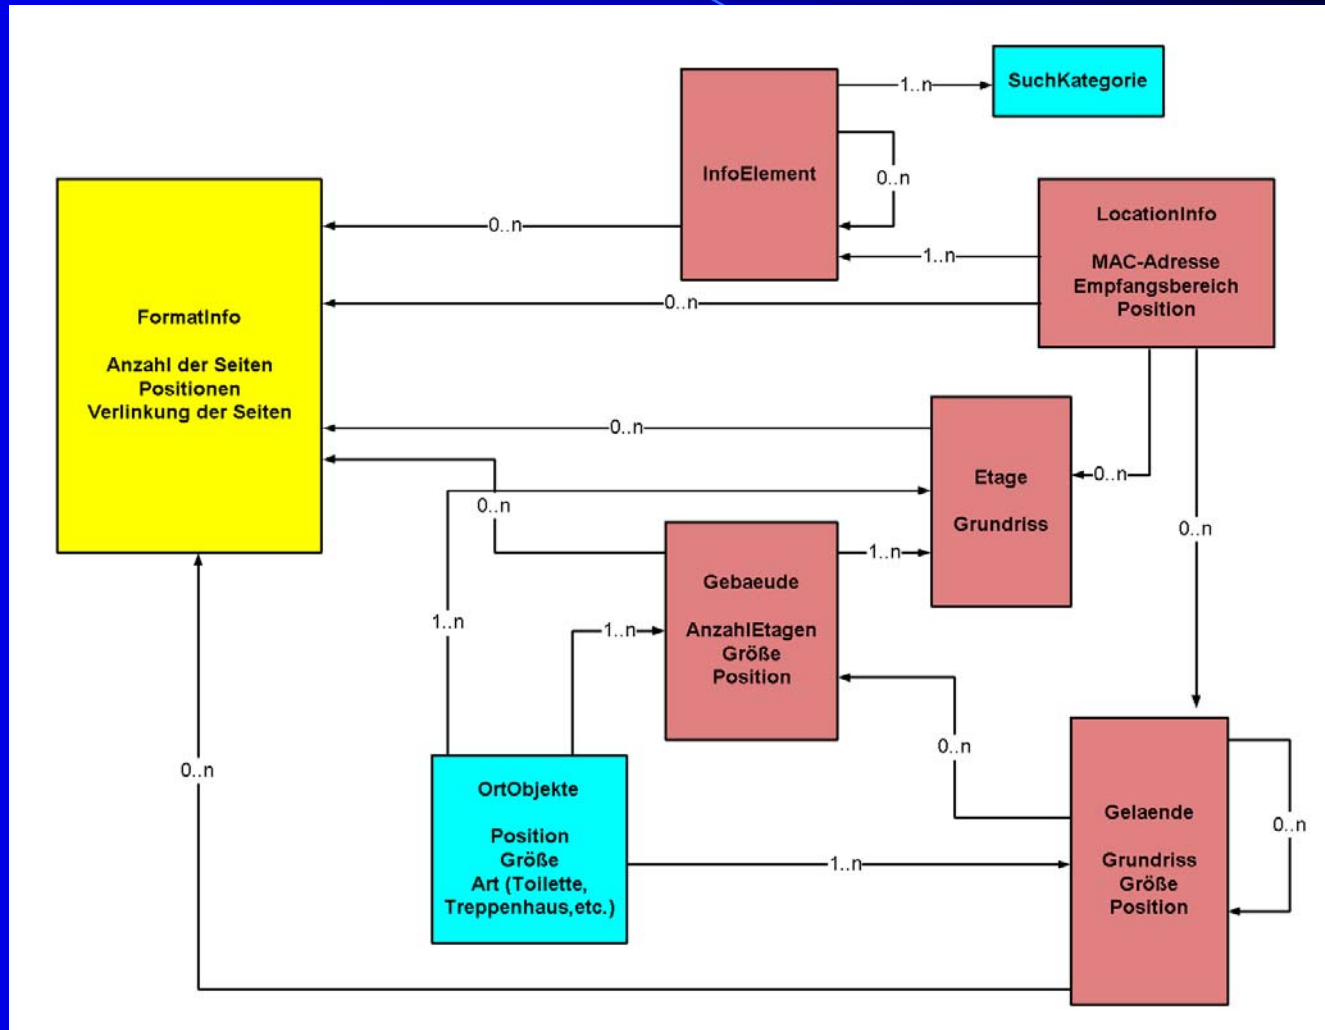 SuchKategorie
1..n
InfoElement
0..n
0..n
1..n
LocationInfo
MAC-Adresse
Empfangsbereich
Position
0..n
FormatInfo
Anzahl der Seiten
Positionen
Verlinkung der Seiten
0..n
Etage
Grundriss
0..n
0..n
0..n
1..n
Gebaeude
AnzahlEtagen
Größe
Position
1..n
1..n
0..n
0..n
OrtObjekte
Position
Größe
Art (Toilette,
Treppenhaus,etc.)
1..n
Gelaende
Grundriss
Größe
Position
0..n